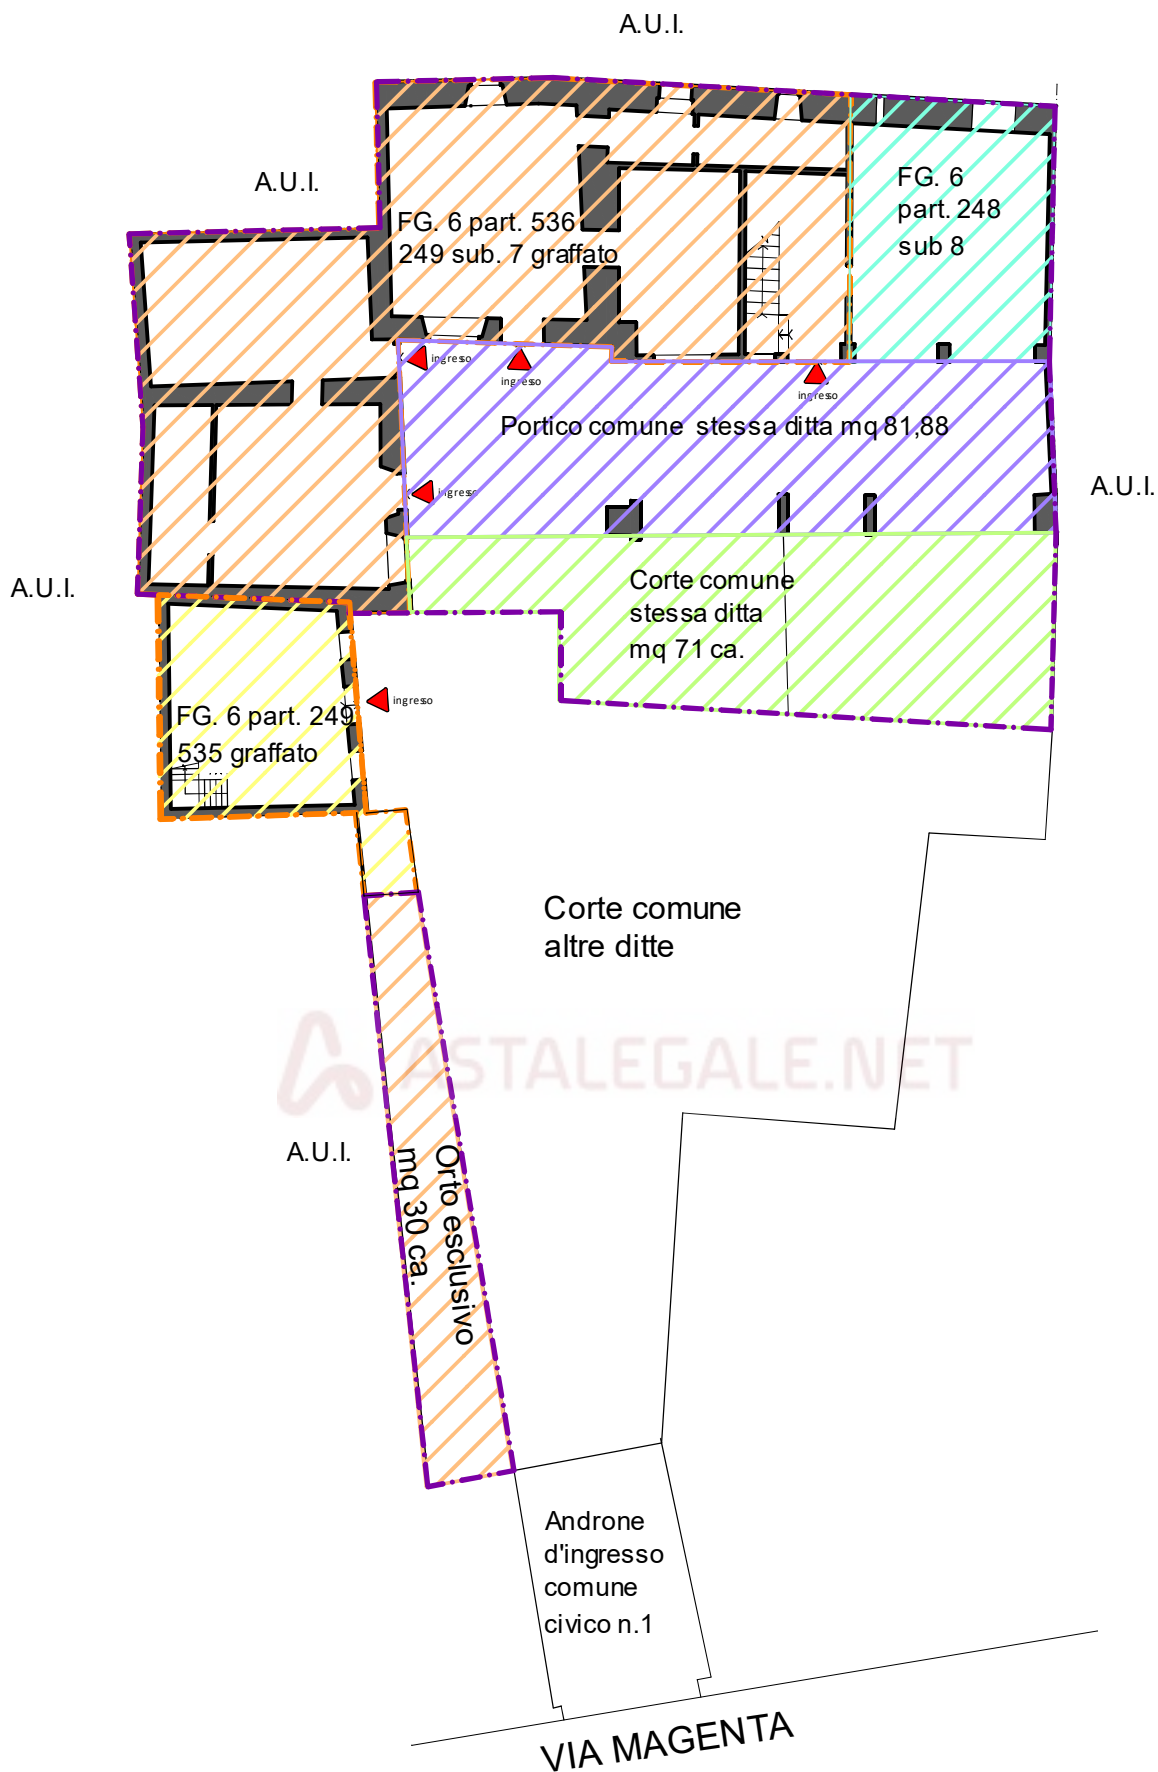 A.U.I.
A.U.I.
FG. 6
part. 248
sub 8
FG. 6 part. 536
249 sub. 7 graffato
ingresso
ingresso
ingresso
Portico comune stessa ditta mq 81,88
ingresso
A.U.I.
A.U.I.
Corte comune
stessa ditta
mq 71 ca.
ingresso
FG. 6 part. 249
535 graffato
Corte comune
altre ditte
ASTALEGALE.NET
A.U.I.
Orto esclusivo
mq 30 ca.
Androne
d'ingresso
comune
civico n.1
VIA MAGENTA